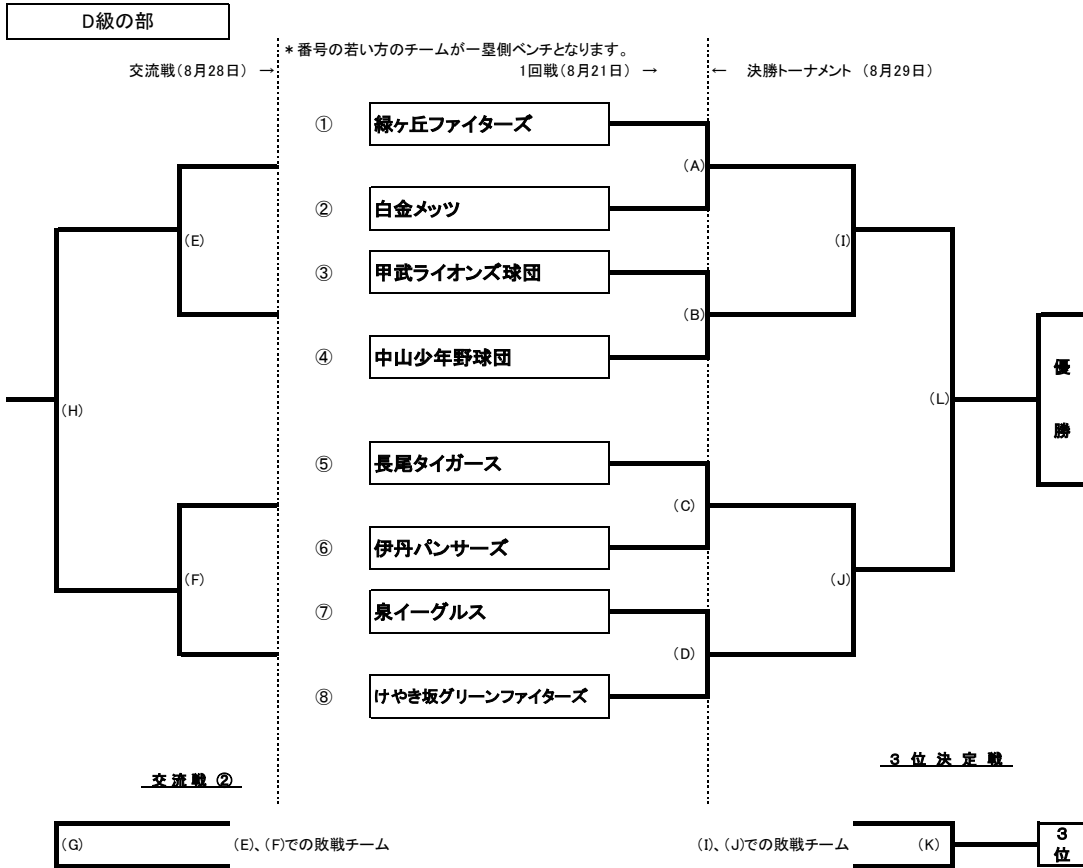 D級の部
*番号の若い方のチームが一塁側ベンチとなります。
交流戦(8月28日) →
1回戦(8月21日) →
← 決勝トーナメント (8月29日)
① 緑ヶ丘ファイターズ
(A)
② 白金メッツ
(E)
(I)
③ 甲武ライオンズ球団
(B)
④ 中山少年野球団
優勝
(H)
(L)
⑤ 長尾タイガース
(C)
⑥ 伊丹パンサーズ
(F)
(J)
⑦ 泉イーグルス
(D)
⑧ けやき坂グリーンファイターズ
3位決定戦
交流戦②
(G) (E)、(F)での敗戦チーム
(I)、(J)での敗戦チーム (K)
3位